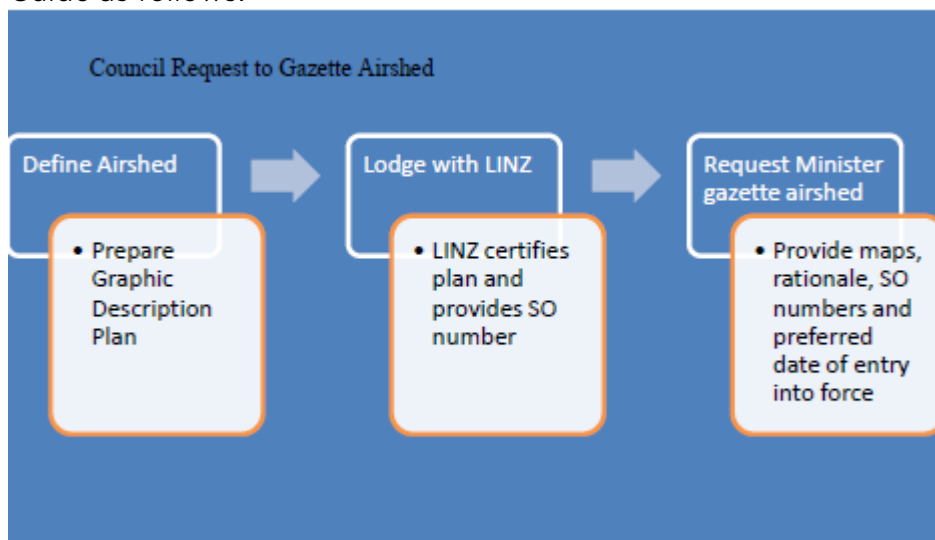 Guide as follows:
Council Request to Gazette Airshed
Define Airshed
• Prepare
Graphic
Description
Plan
Lodge with LINZ
• LINZ certifies
plan and
provides SO
number
Request Minister
gazette airshed
• Provide maps,
rationale, SO
numbers and
preferred
date of entry
into force